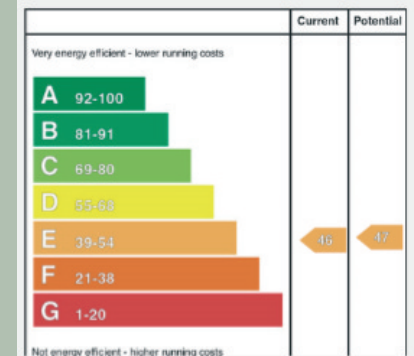 Current Potential
Very energy efficient - lower running costs
A 92-100
B 81-91
C 69-80
D 55-68
E 39-54 46 47
F 21-38
G 1-20
Not energy efficient - higher running costs